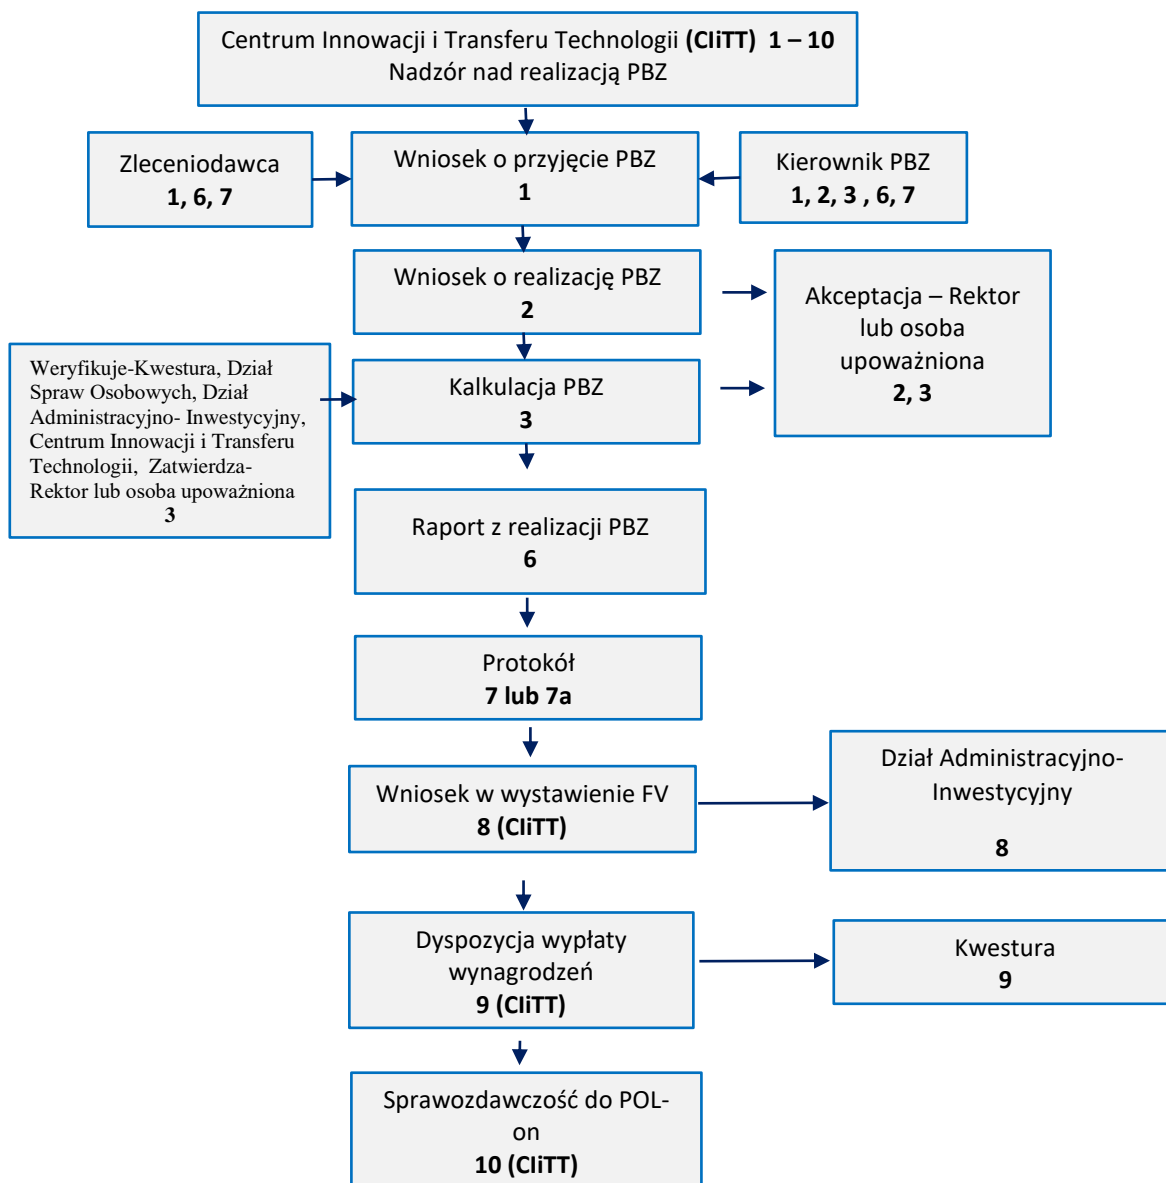 Centrum Innowacji i Transferu Technologii (CIiTT) 1 – 10
Nadzór nad realizacją PBZ
Zleceniodawca
1, 6, 7
Wniosek o przyjęcie PBZ
1
Kierownik PBZ
1, 2, 3 , 6, 7
Wniosek o realizację PBZ
2
Akceptacja – Rektor
lub osoba
upoważniona
2, 3
Weryfikuje-Kwestura, Dział
Spraw Osobowych, Dział
Administracyjno- Inwestycyjny,
Centrum Innowacji i Transferu
Technologii, Zatwierdza-
Rektor lub osoba upoważniona
3
Kalkulacja PBZ
3
Raport z realizacji PBZ
6
Protokół
7 lub 7a
Wniosek w wystawienie FV
8 (CIiTT)
Dział Administracyjno-
Inwestycyjny
8
Dyspozycja wypłaty
wynagrodzeń
9 (CIiTT)
Kwestura
9
Sprawozdawczość do POL-
on
10 (CIiTT)